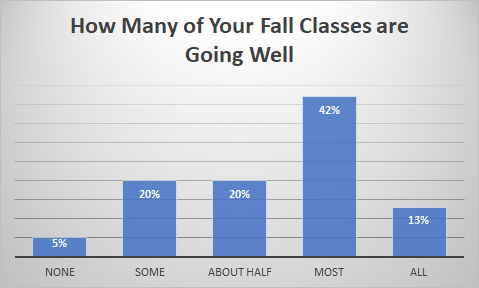 How Many of Your Fall Classes are
Going Well
42%
20%
20%
13%
5%
NONE
SOME
ABOUT HALF
MOST
ALL